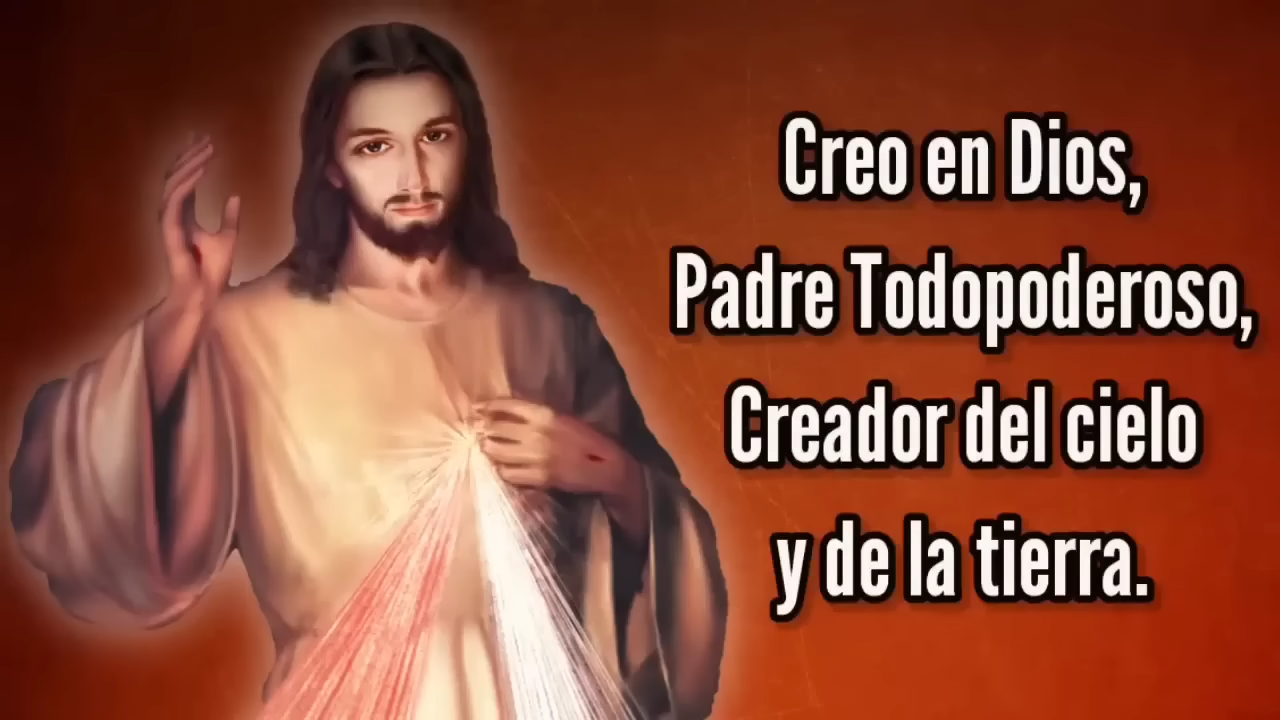 Creo en Dios,
Padre Todopoderoso,
Creador del cielo
y de la tierra.